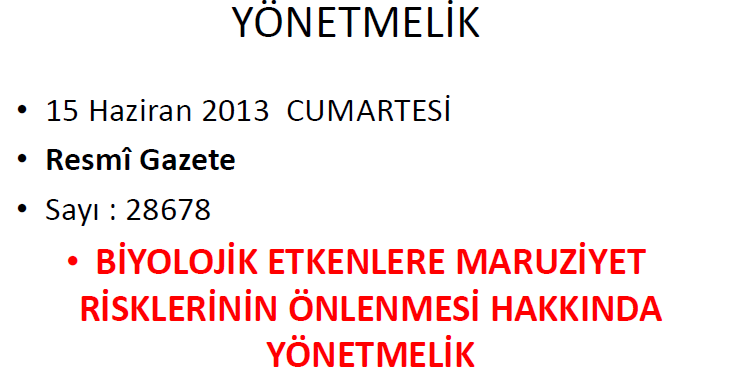 YÖNETMELİK
• 15 Haziran 2013  CUMARTESİ
• Resmî Gazete
• Sayı : 28678
• BİYOLOJİK ETKENLERE MARUZİYET
RİSKLERİNİN ÖNLENMESİ HAKKINDA
YÖNETMELİK